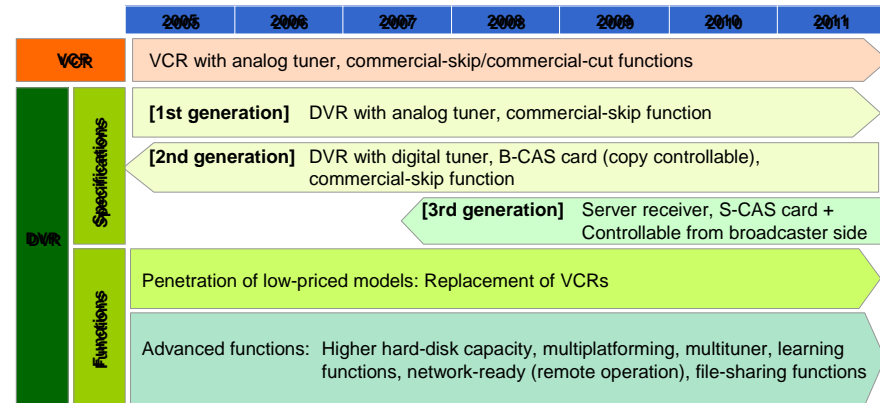 2005 2006 2007 2008 2009 2010 2011
VCR
VCR with analog tuner, commercial-skip/commercial-cut functions
DVR
Specifications
[1st generation] DVR with analog tuner, commercial-skip function
[2nd generation] DVR with digital tuner, B-CAS card (copy controllable),
commercial-skip function
[3rd generation] Server receiver, S-CAS card +
Controllable from broadcaster side
Functions
Penetration of low-priced models: Replacement of VCRs
Advanced functions: Higher hard-disk capacity, multiplatforming, multituner, learning
functions, network-ready (remote operation), file-sharing functions